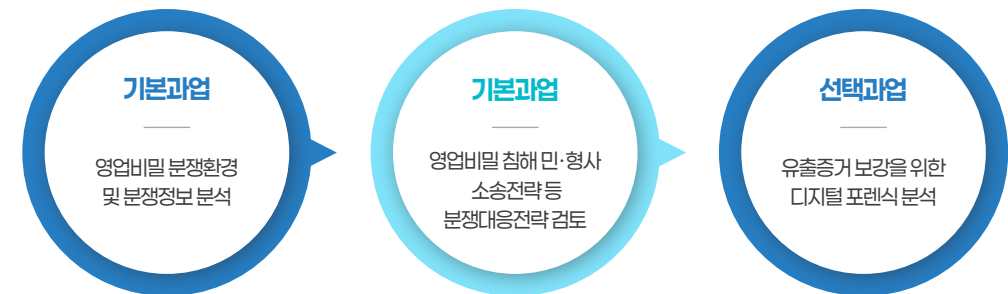 기본과업
영업비밀 분쟁환경
및 분쟁정보 분석
기본과업
영업비밀 침해 민·형사
소송전략 등
분쟁대응전략 검토
선택과업
유출증거 보강을 위한
디지털 포렌식 분석